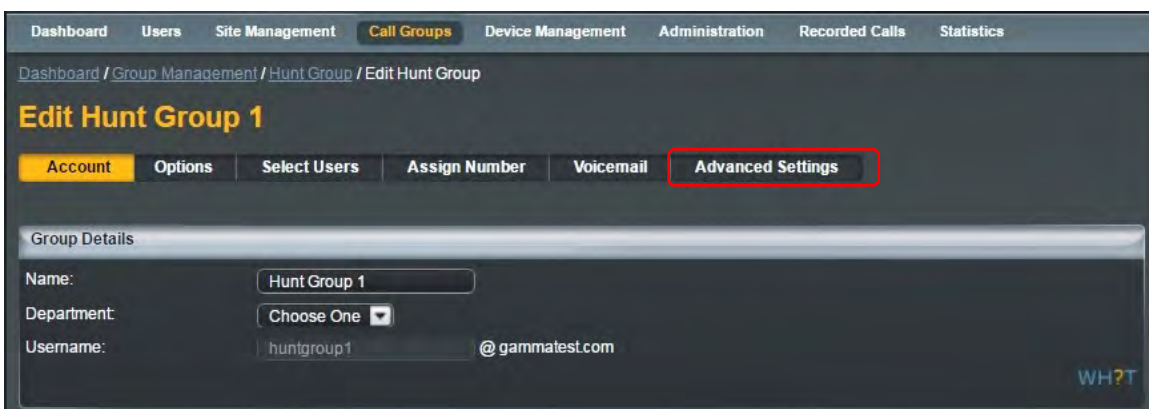 Dashboard Users Site Management Call Groups Device Management Administration Recorded Calls Statistics
Dashboard / Group Management / Hunt Group / Edit Hunt Group
Edit Hunt Group 1
Account Options Select Users Assign Number Voicemail Advanced Settings
Group Details
Name: Hunt Group 1
Department: Choose One
Username: huntgroup1 @ gammatest.com
WH?T